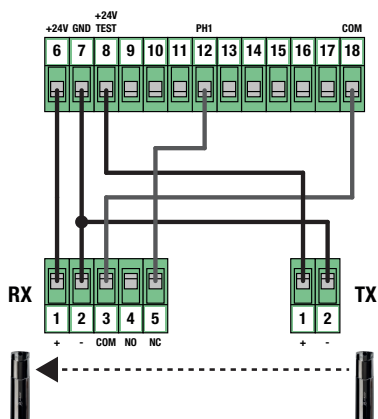 +24V
+24V GND TEST PH1 COM
6 7 8 9 10 11 12 13 14 15 16 17 18
RX TX
1 2 3 4 5 1 2
+ - COM NO NC + -